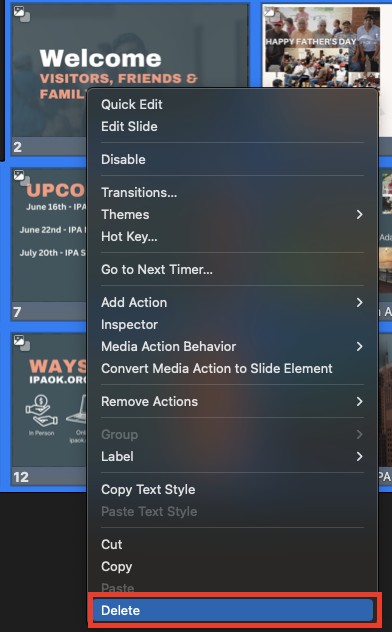 Welcome
VISITORS, FRIENDS &
FAMIL
HAPPY FATHER'S DAY
2
Quick Edit
Edit Slide
Disable
Transitions...
Themes
Hot Key...
Go to Next Timer...
Add Action
Inspector
Media Action Behavior
Convert Media Action to Slide Element
Remove Actions
Group
Label
Copy Text Style
Paste Text Style
Cut
Copy
Paste
Delete
UPCO
June 16th - IPA
June 22nd - IPA
July 20th - IPA S
7
WAYS
IPAOK.OR
In Person
Onl
ipaok.
12
Ada
PA